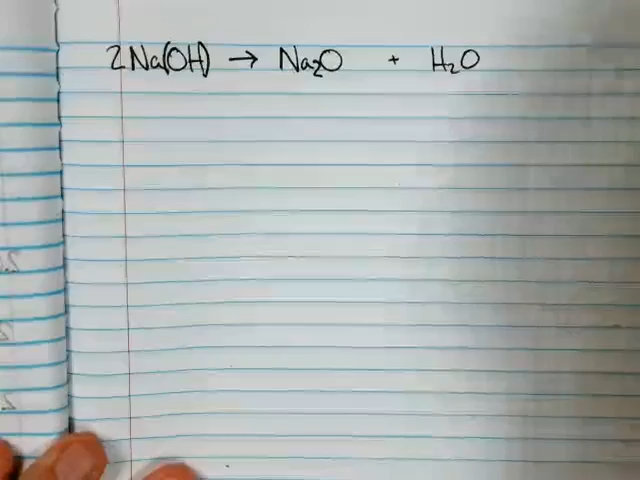 2Na(OH) → Na₂O + H₂O